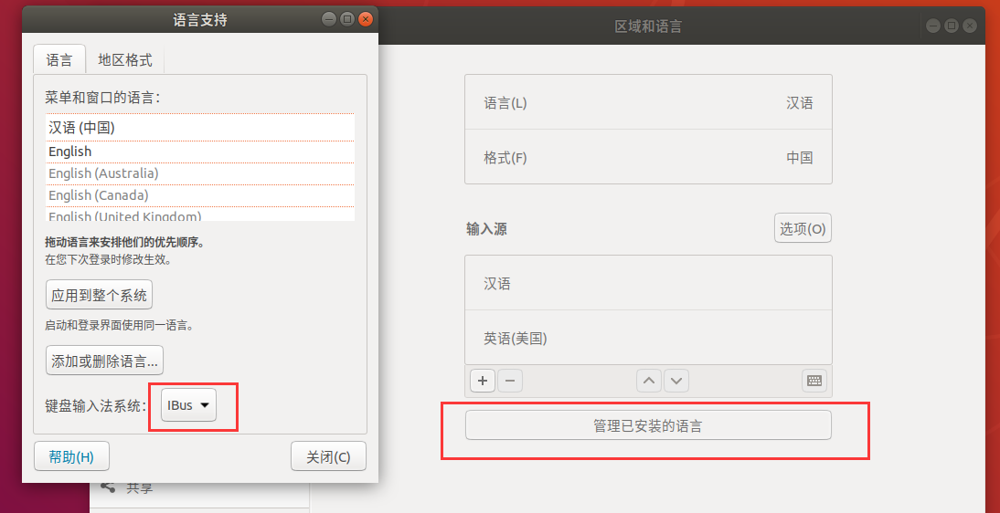 语言支持
语言
地区格式
菜单和窗口的语言：
汉语 (中国)
English
English (Australia)
English (Canada)
English (United Kingdom)
拖动语言来安排他们的优先顺序。
在您下次登录时修改生效。
应用到整个系统
启动和登录界面使用同一语言。
添加或删除语言...
键盘输入法系统：
IBus
帮助(H)
关闭(C)
共享
区域和语言
语言(L)
汉语
格式(F)
中国
输入源
选项(O)
汉语
英语(美国)
管理已安装的语言